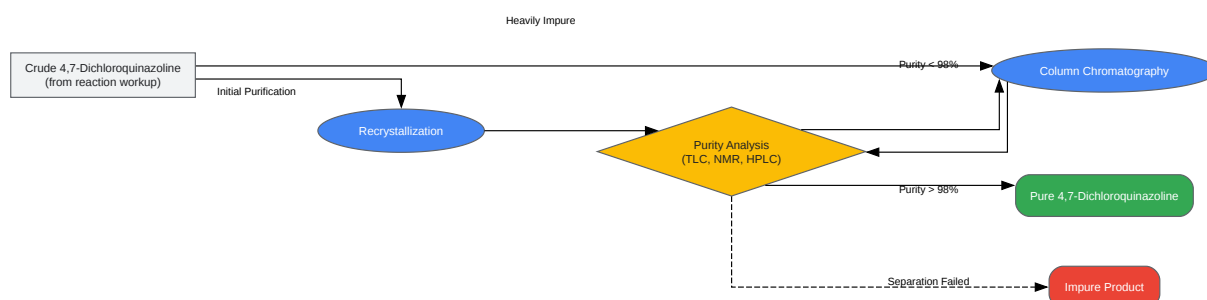 Heavily Impure
Crude 4,7-Dichloroquinazoline
(from reaction workup)
Purity < 98%
Column Chromatography
Initial Purification
Recrystallization
Purity Analysis
(TLC, NMR, HPLC)
Purity > 98%
Pure 4,7-Dichloroquinazoline
Separation Failed
Impure Product